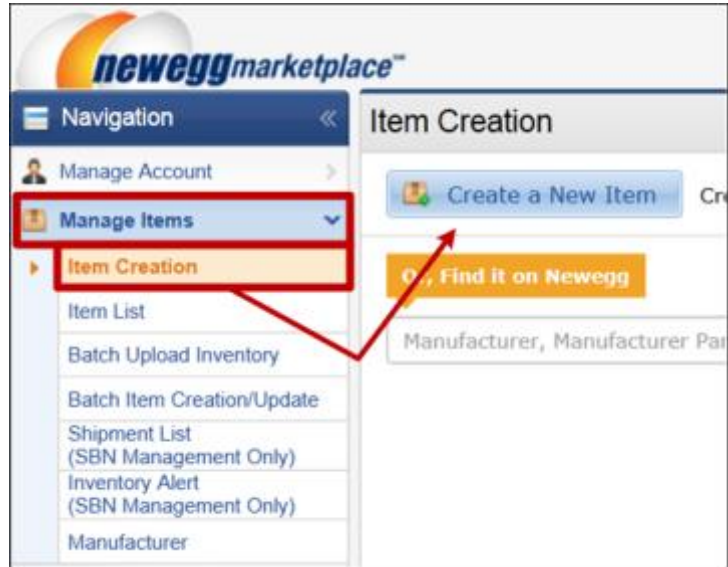 neweggmarketplace™
Navigation
Manage Account
Manage Items
Item Creation
Item List
Batch Upload Inventory
Batch Item Creation/Update
Shipment List
(SBN Management Only)
Inventory Alert
(SBN Management Only)
Manufacturer
Item Creation
Create a New Item Cr
Or, Find it on Newegg
Manufacturer, Manufacturer Par